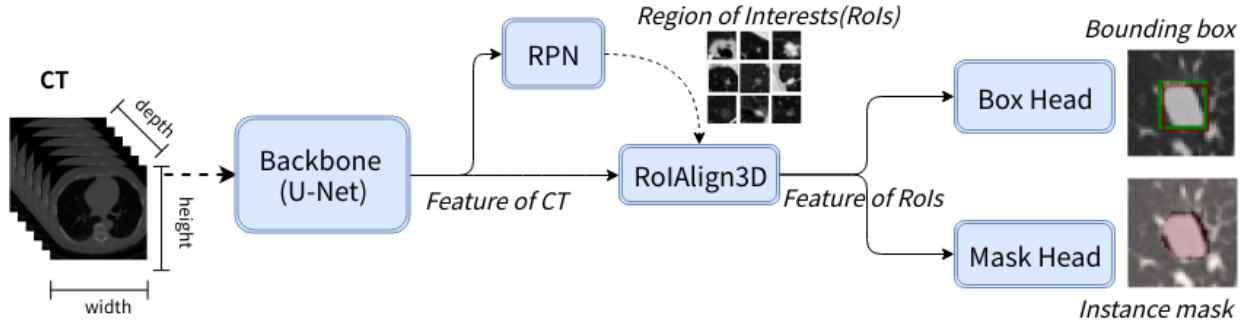 CT
depth
height
width
Backbone
(U-Net)
Feature of CT
RPN
Region of Interests(RoIs)
RoIAlign3D
Feature of RoIs
Box Head
Bounding box
Mask Head
Instance mask